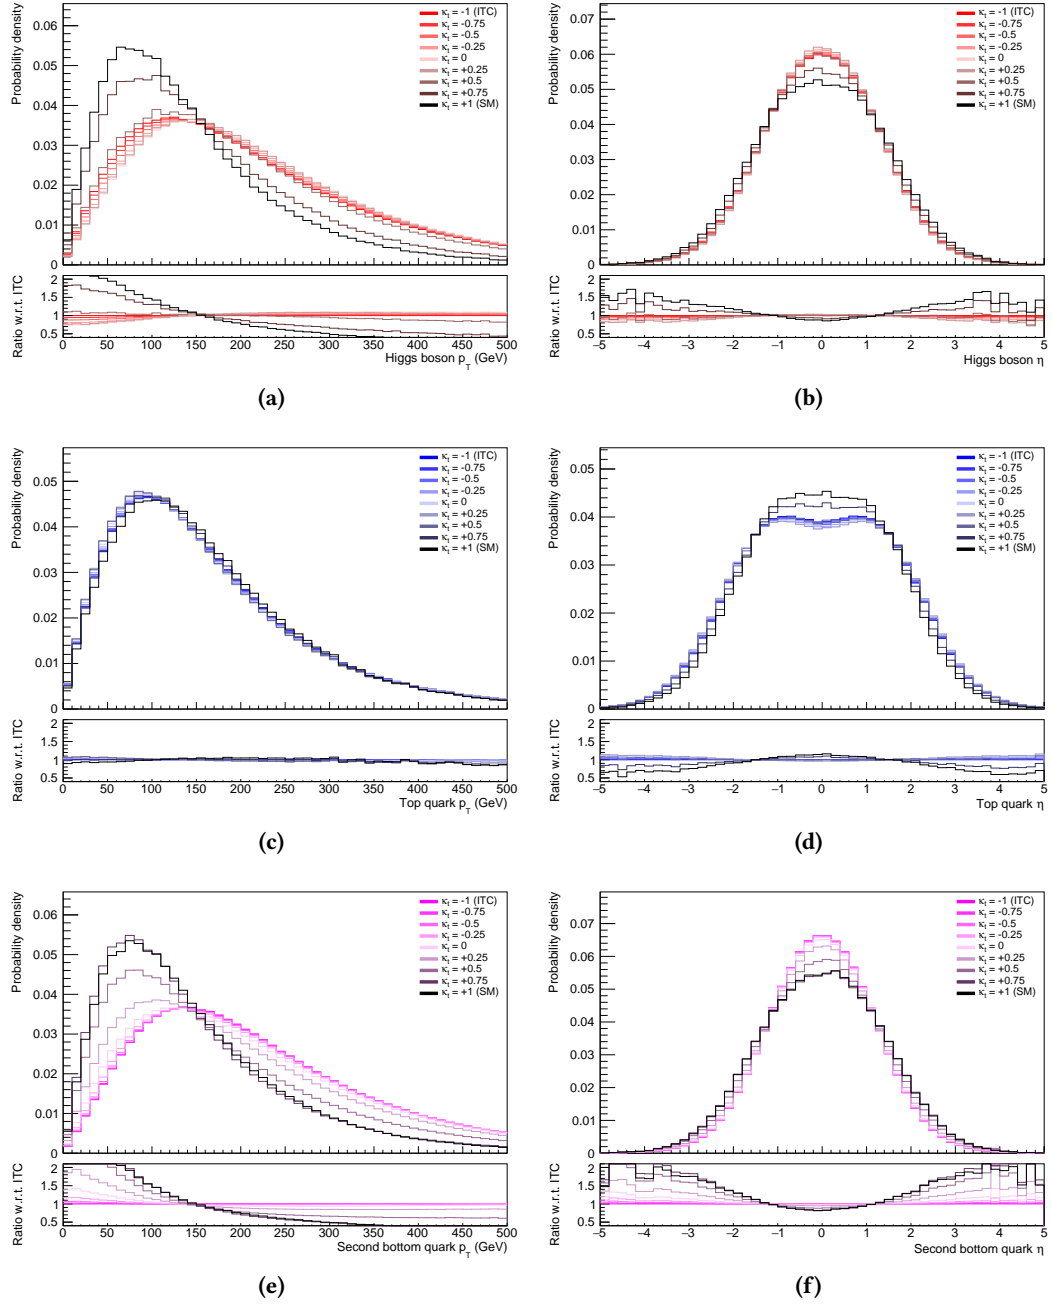 Probability density
0.06
0.05
0.04
0.03
0.02
0.01
0
κt = -1 (ITC)
κt = -0.75
κt = -0.5
κt = -0.25
κt = 0
κt = +0.25
κt = +0.5
κt = +0.75
κt = +1 (SM)
Ratio w.r.t. ITC
2
1.5
1
0.5
0 50 100 150 200 250 300 350 400 450 500
Higgs boson pT (GeV)
(a)
Probability density
0.07
0.06
0.05
0.04
0.03
0.02
0.01
0
κt = -1 (ITC)
κt = -0.75
κt = -0.5
κt = -0.25
κt = 0
κt = +0.25
κt = +0.5
κt = +0.75
κt = +1 (SM)
Ratio w.r.t. ITC
2
1.5
1
0.5
−5 −4 −3 −2 −1 0 1 2 3 4 5
Higgs boson η
(b)
Probability density
0.05
0.04
0.03
0.02
0.01
0
κt = -1 (ITC)
κt = -0.75
κt = -0.5
κt = -0.25
κt = 0
κt = +0.25
κt = +0.5
κt = +0.75
κt = +1 (SM)
Ratio w.r.t. ITC
2
1.5
1
0.5
0 50 100 150 200 250 300 350 400 450 500
Top quark pT (GeV)
(c)
Probability density
0.05
0.04
0.03
0.02
0.01
0
κt = -1 (ITC)
κt = -0.75
κt = -0.5
κt = -0.25
κt = 0
κt = +0.25
κt = +0.5
κt = +0.75
κt = +1 (SM)
Ratio w.r.t. ITC
2
1.5
1
0.5
−5 −4 −3 −2 −1 0 1 2 3 4 5
Top quark η
(d)
Probability density
0.06
0.05
0.04
0.03
0.02
0.01
0
κt = -1 (ITC)
κt = -0.75
κt = -0.5
κt = -0.25
κt = 0
κt = +0.25
κt = +0.5
κt = +0.75
κt = +1 (SM)
Ratio w.r.t. ITC
2
1.5
1
0.5
0 50 100 150 200 250 300 350 400 450 500
Second bottom quark pT (GeV)
(e)
Probability density
0.07
0.06
0.05
0.04
0.03
0.02
0.01
0
κt = -1 (ITC)
κt = -0.75
κt = -0.5
κt = -0.25
κt = 0
κt = +0.25
κt = +0.5
κt = +0.75
κt = +1 (SM)
Ratio w.r.t. ITC
2
1.5
1
0.5
−5 −4 −3 −2 −1 0 1 2 3 4 5
Second bottom quark η
(f)